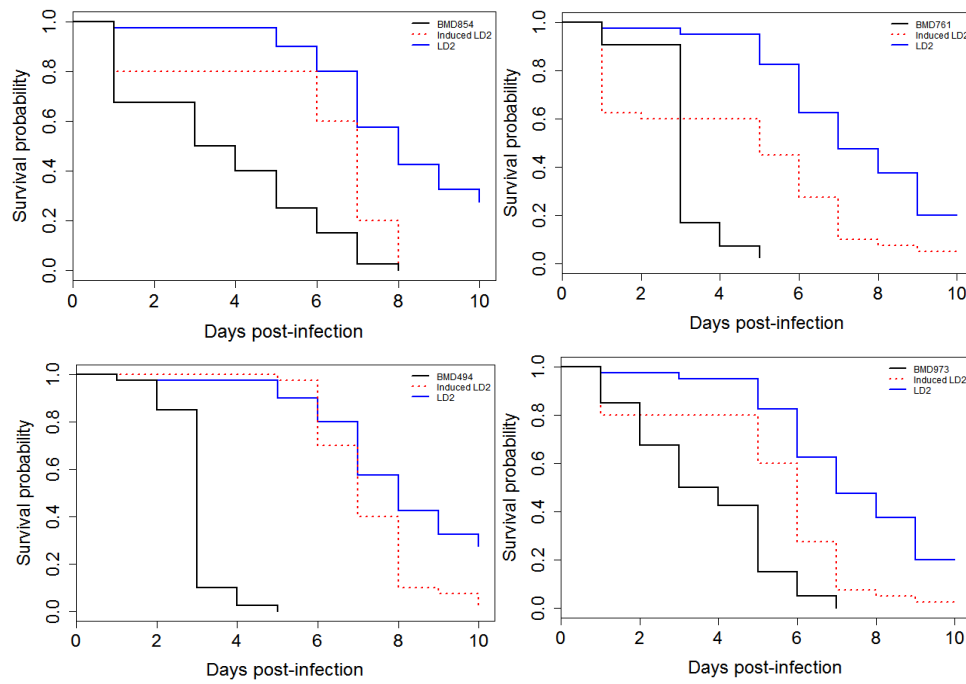 BMD854
Induced LD2
LD2
Survival probability
1.0
0.8
0.6
0.4
0.2
0.0
0 2 4 6 8 10
Days post-infection
BMD761
Induced LD2
LD2
Survival probability
1.0
0.8
0.6
0.4
0.2
0.0
0 2 4 6 8 10
Days post-infection
BMD494
Induced LD2
LD2
Survival probability
1.0
0.8
0.6
0.4
0.2
0.0
0 2 4 6 8 10
Days post-infection
BMD973
Induced LD2
LD2
Survival probability
1.0
0.8
0.6
0.4
0.2
0.0
0 2 4 6 8 10
Days post-infection